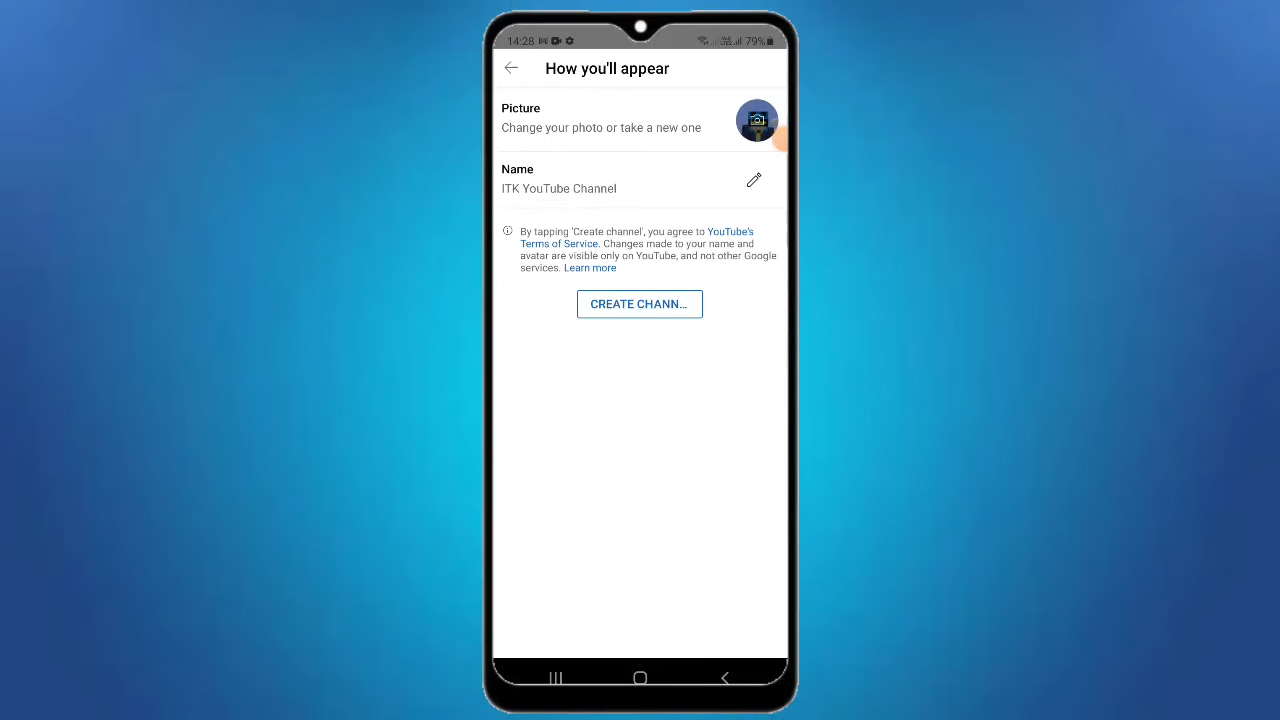 14:28 79%
How you'll appear
Picture
Change your photo or take a new one
Name
ITK YouTube Channel
By tapping 'Create channel', you agree to YouTube's
Terms of Service. Changes made to your name and
avatar are visible only on YouTube, and not other Google
services. Learn more
CREATE CHANN...